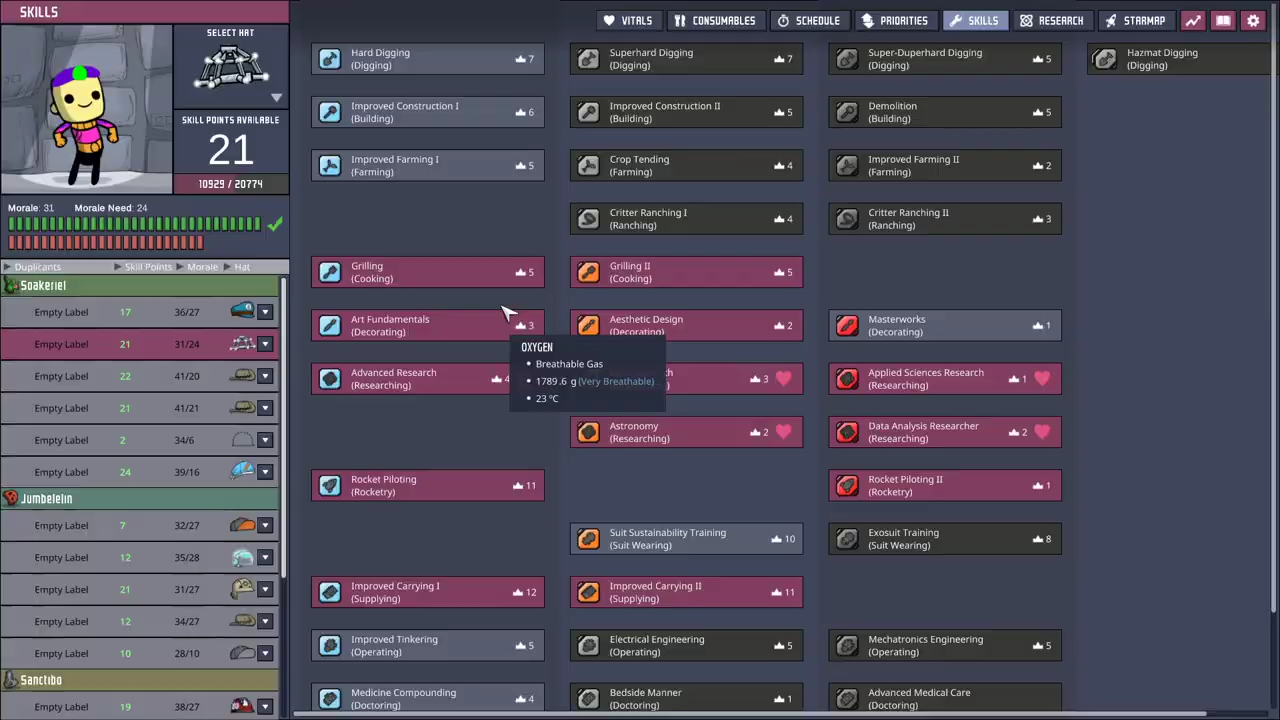 SKILLS
VITALS
CONSUMABLES
SCHEDULE
PRIORITIES
SKILLS
RESEARCH
STARMAP
SELECT HAT
SKILL POINTS AVAILABLE
21
10929 / 20774
Morale: 31 Morale Need: 24
Duplicants Skill Points Morale Hat
Soakeriel
Empty Label 17 36/27
Empty Label 21 31/24
Empty Label 22 41/20
Empty Label 21 41/21
Empty Label 2 34/6
Empty Label 24 39/16
Jumbelelin
Empty Label 7 32/27
Empty Label 12 35/28
Empty Label 21 31/27
Empty Label 12 34/27
Empty Label 10 28/10
Sanctibo
Empty Label 19 38/27
Hard Digging
(Digging)
7
Superhard Digging
(Digging)
7
Super-Duperhard Digging
(Digging)
5
Hazmat Digging
(Digging)
Improved Construction I
(Building)
6
Improved Construction II
(Building)
5
Demolition
(Building)
5
Improved Farming I
(Farming)
5
Crop Tending
(Farming)
4
Improved Farming II
(Farming)
2
Critter Ranching I
(Ranching)
4
Critter Ranching II
(Ranching)
3
Grilling
(Cooking)
5
Grilling II
(Cooking)
5
Art Fundamentals
(Decorating)
3
Aesthetic Design
(Decorating)
2
Masterworks
(Decorating)
1
OXYGEN
• Breathable Gas
• 1789.6 g (Very Breathable)
• 23 ºC
Advanced Research
(Researching)
4
3
Applied Sciences Research
(Researching)
1
Astronomy
(Researching)
2
Data Analysis Researcher
(Researching)
2
Rocket Piloting
(Rocketry)
11
Rocket Piloting II
(Rocketry)
1
Suit Sustainability Training
(Suit Wearing)
10
Exosuit Training
(Suit Wearing)
8
Improved Carrying I
(Supplying)
12
Improved Carrying II
(Supplying)
11
Improved Tinkering
(Operating)
5
Electrical Engineering
(Operating)
5
Mechatronics Engineering
(Operating)
5
Medicine Compounding
(Doctoring)
4
Bedside Manner
(Doctoring)
1
Advanced Medical Care
(Doctoring)